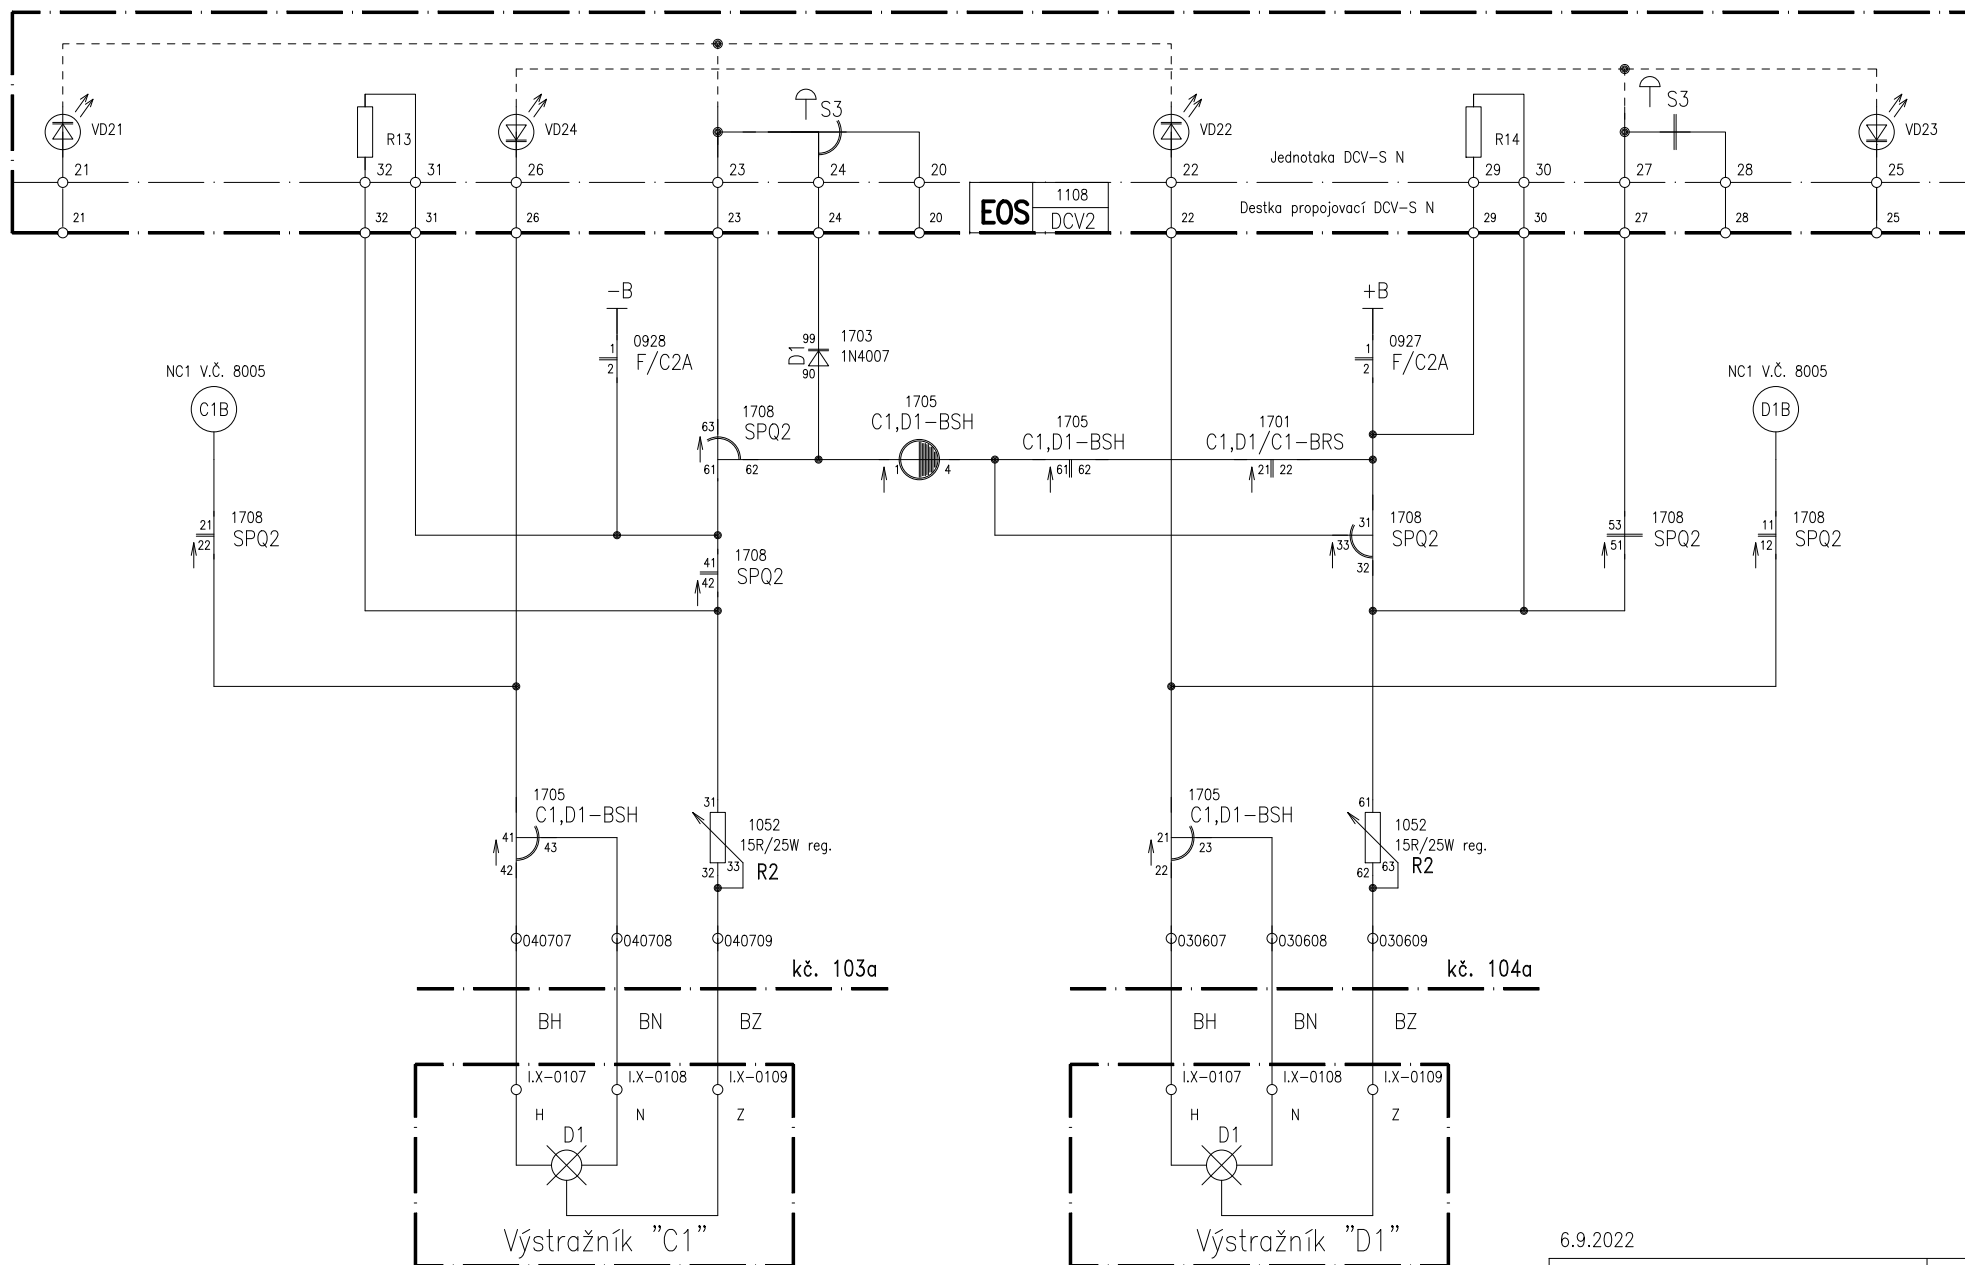 S3
S3
VD21
R13
VD24
VD22
R14
VD23
Jednotaka DCV-S N
21
32
31
26
23
24
20
22
29
30
27
28
25
EOS
1108
DCV2
Destka propojovací DCV-S N
21
32
31
26
23
24
20
22
29
30
27
28
25
-B
+B
1
2
0928
F/C2A
D1
99
90
1703
1N4007
1
2
0927
F/C2A
NC1 V.Č. 8005
C1B
NC1 V.Č. 8005
D1B
63
61
62
1708
SPQ2
1705
C1,D1-BSH
1
4
1705
C1,D1-BSH
61
62
1701
C1,D1/C1-BRS
21
22
21
22
1708
SPQ2
41
42
1708
SPQ2
31
33
32
1708
SPQ2
53
51
1708
SPQ2
11
12
1708
SPQ2
1705
C1,D1-BSH
41
43
42
31
1052
15R/25W reg.
R2
32
33
1705
C1,D1-BSH
21
23
22
61
1052
15R/25W reg.
R2
62
63
040707
040708
040709
030607
030608
030609
kč. 103a
kč. 104a
BH
BN
BZ
BH
BN
BZ
I.X-0107
I.X-0108
I.X-0109
I.X-0107
I.X-0108
I.X-0109
H
N
Z
H
N
Z
D1
D1
Výstražník "C1"
Výstražník "D1"
6.9.2022